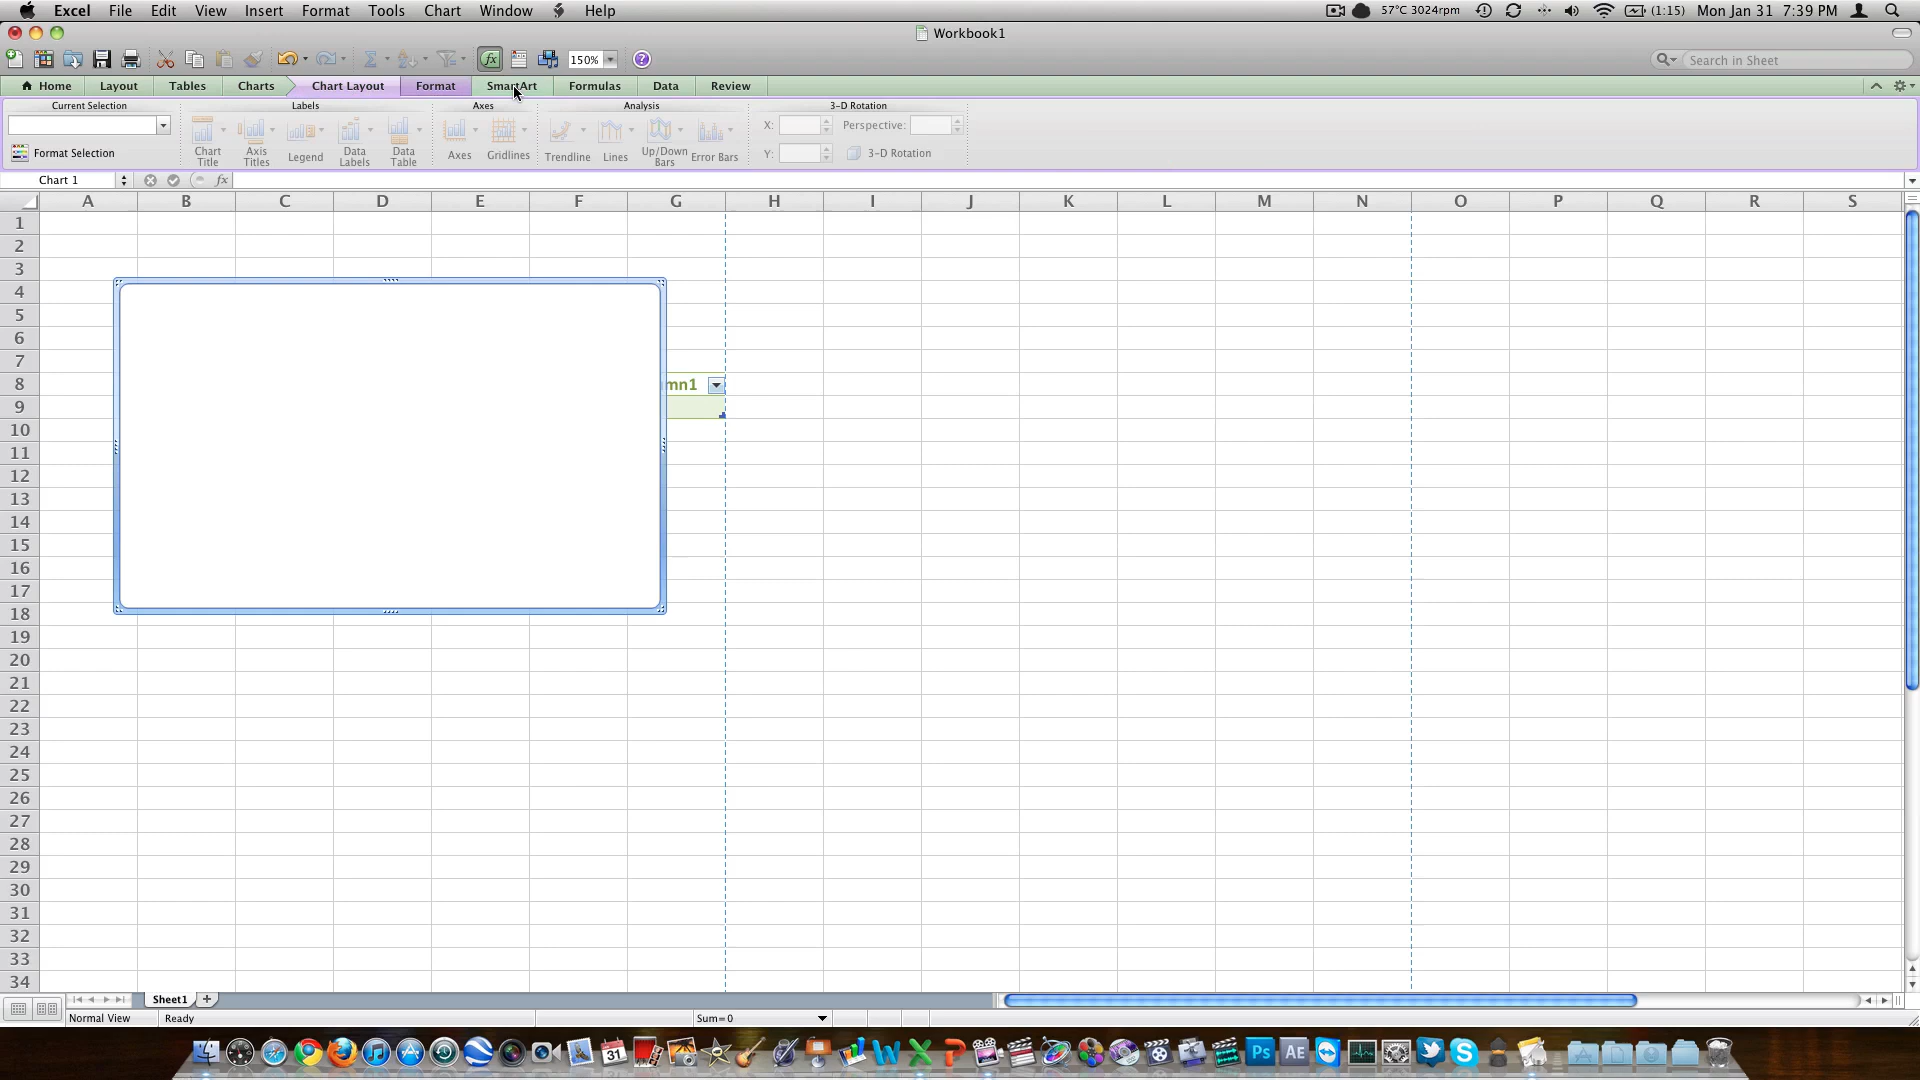 Excel File Edit View Insert Format Tools Chart Window Help 57°C 3024rpm (1:15) Mon Jan 31 7:39 PM
Workbook1
fx 150% ? Search in Sheet
Home Layout Tables Charts Chart Layout Format SmartArt Formulas Data Review
Current Selection Labels Axes Analysis 3-D Rotation
X: Perspective:
Format Selection Chart Title Axis Titles Legend Data Labels Data Table Axes Gridlines Trendline Lines Up/Down Bars Error Bars Y: 3-D Rotation
Chart 1 fx
A B C D E F G H I J K L M N O P Q R S
1
2
3
4
5
6
7
8 mn1
9
10
11
12
13
14
15
16
17
18
19
20
21
22
23
24
25
26
27
28
29
30
31
32
33
34
Sheet1
Normal View Ready Sum=0
31 W X P Ps AE S